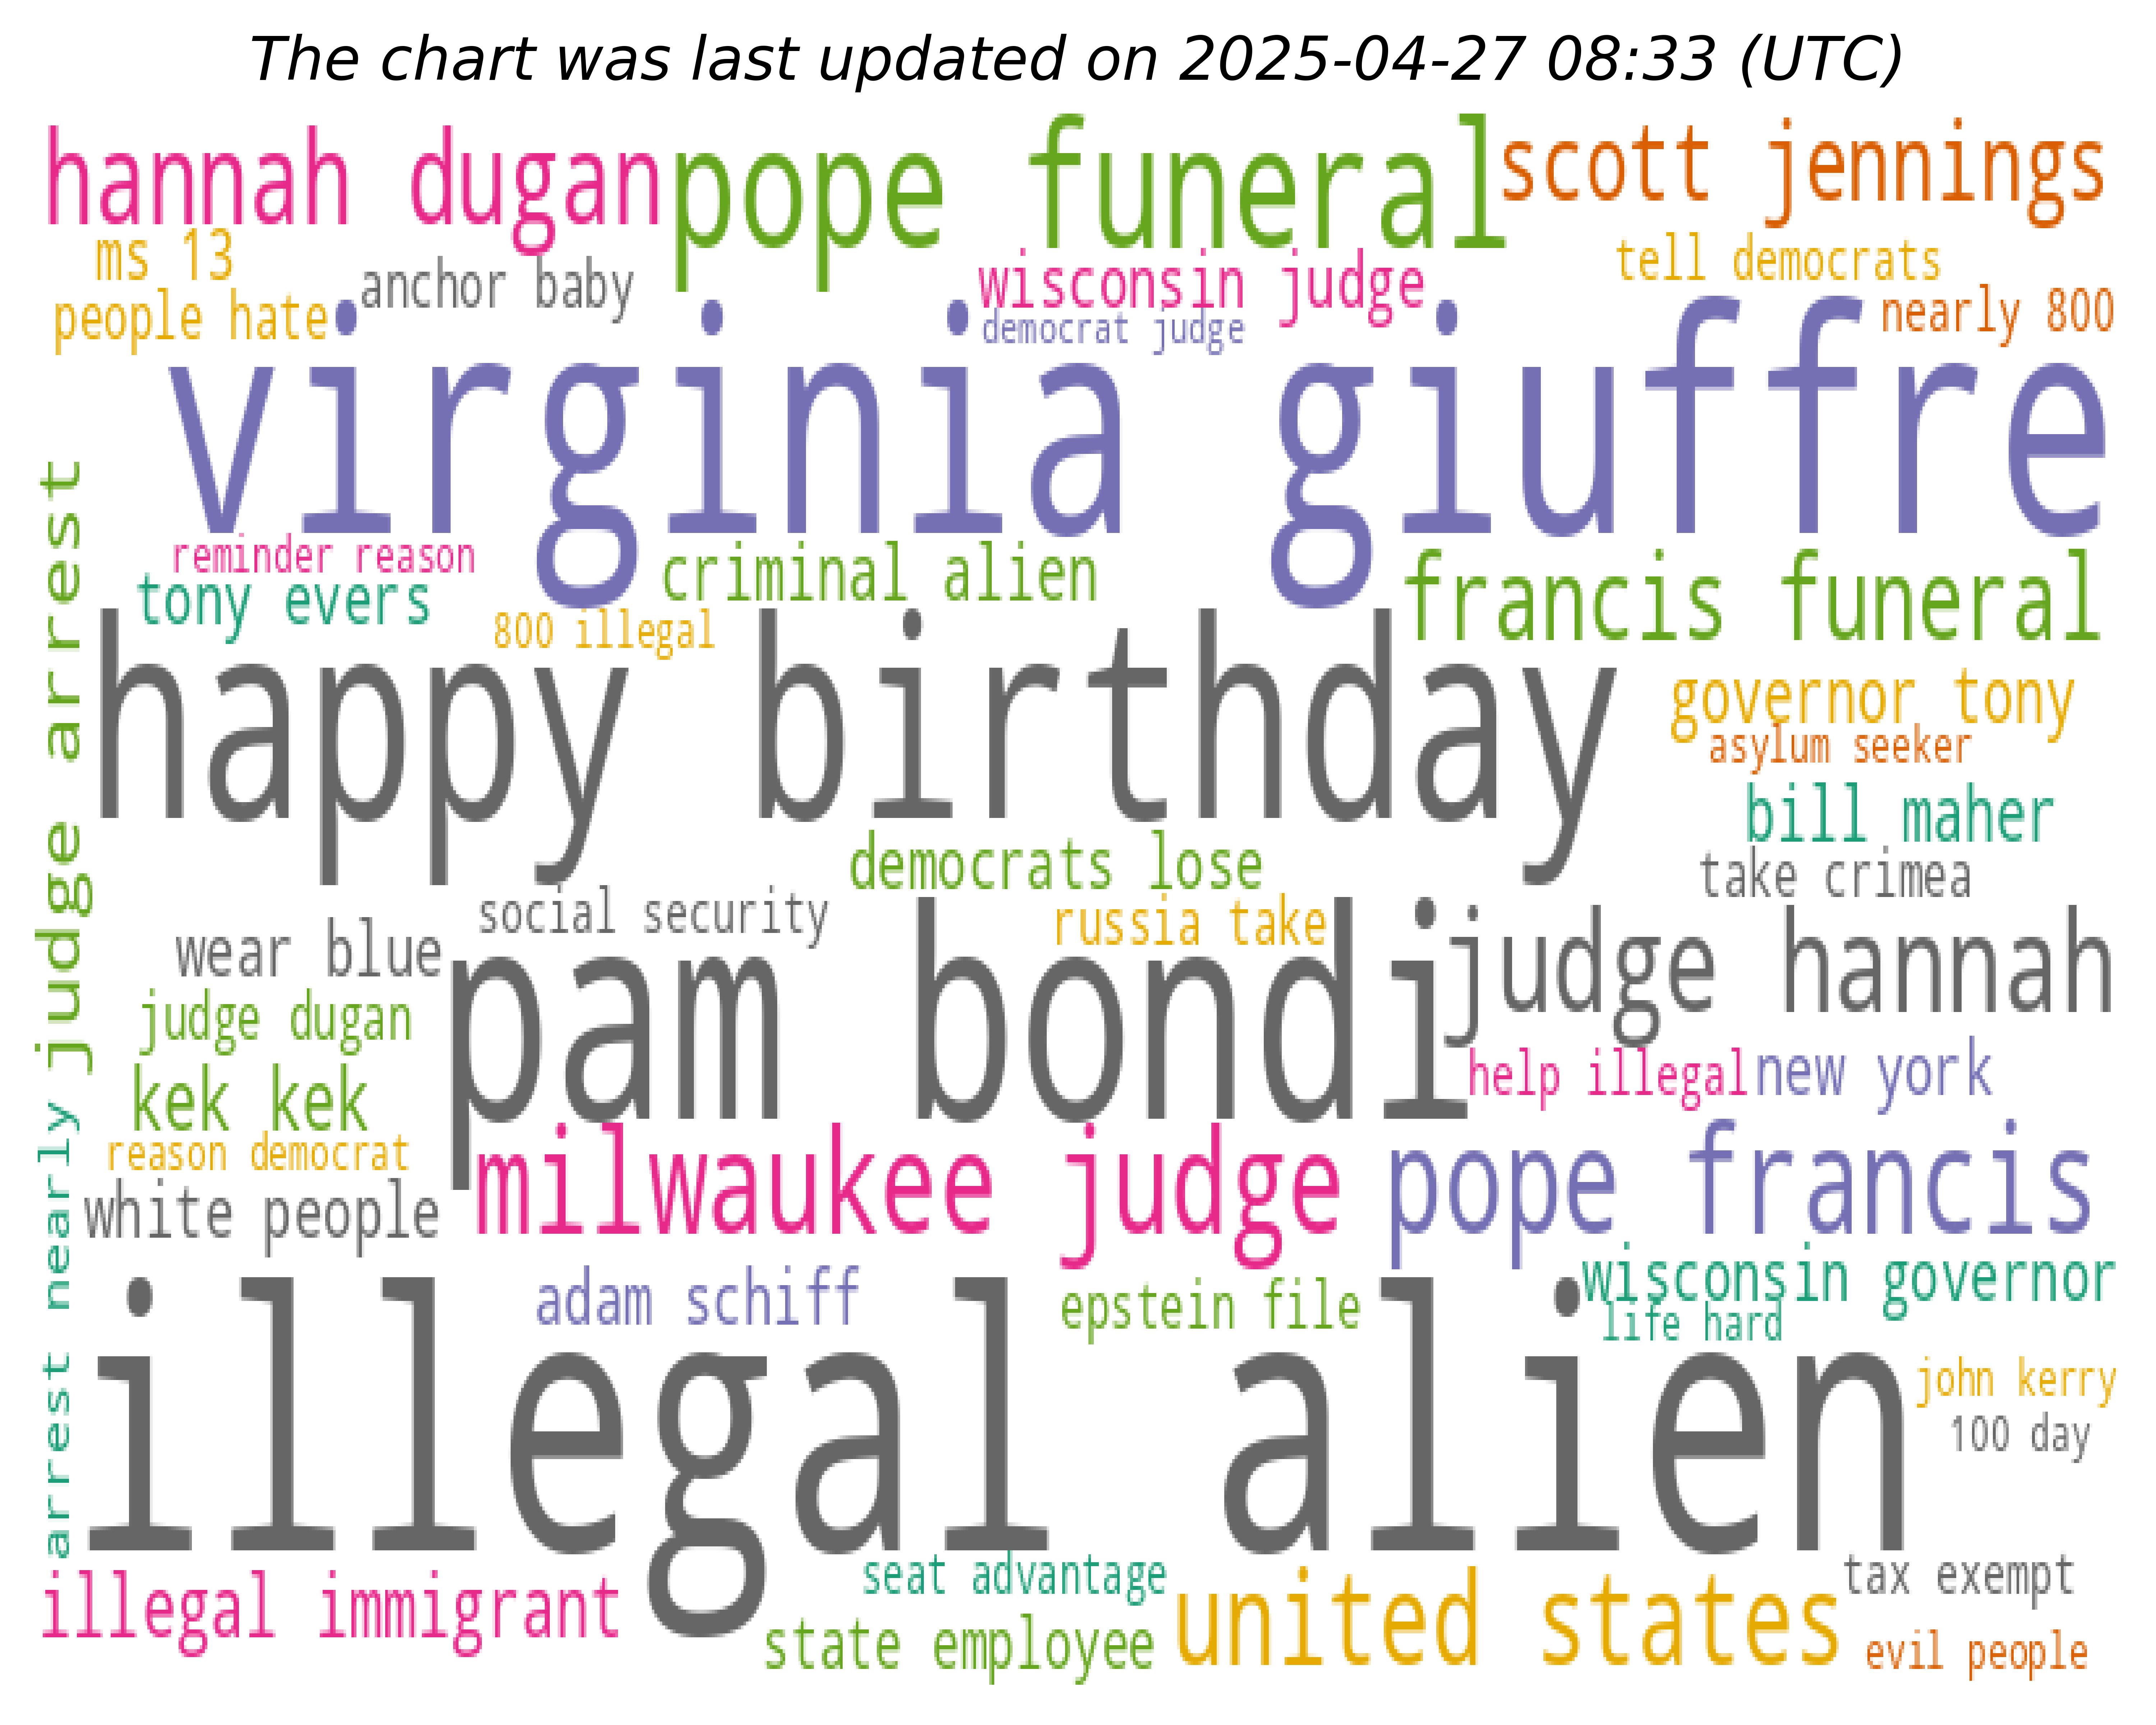 The chart was last updated on 2025-04-27 08:33 (UTC)
hannah dugan
pope funeral
scott jennings
ms 13
anchor baby
wisconsin judge
tell democrats
people hate
democrat judge
nearly 800
virginia giuffre
reminder reason
criminal alien
francis funeral
tony evers
800 illegal
judge arrest
happy birthday
governor tony
asylum seeker
bill maher
democrats lose
take crimea
social security
russia take
wear blue
pam bondi
judge hannah
judge dugan
help illegal
new york
kek kek
arrest nearly
reason democrat
milwaukee judge
pope francis
white people
adam schiff
epstein file
wisconsin governor
life hard
illegal alien
john kerry
100 day
seat advantage
tax exempt
illegal immigrant
state employee
united states
evil people